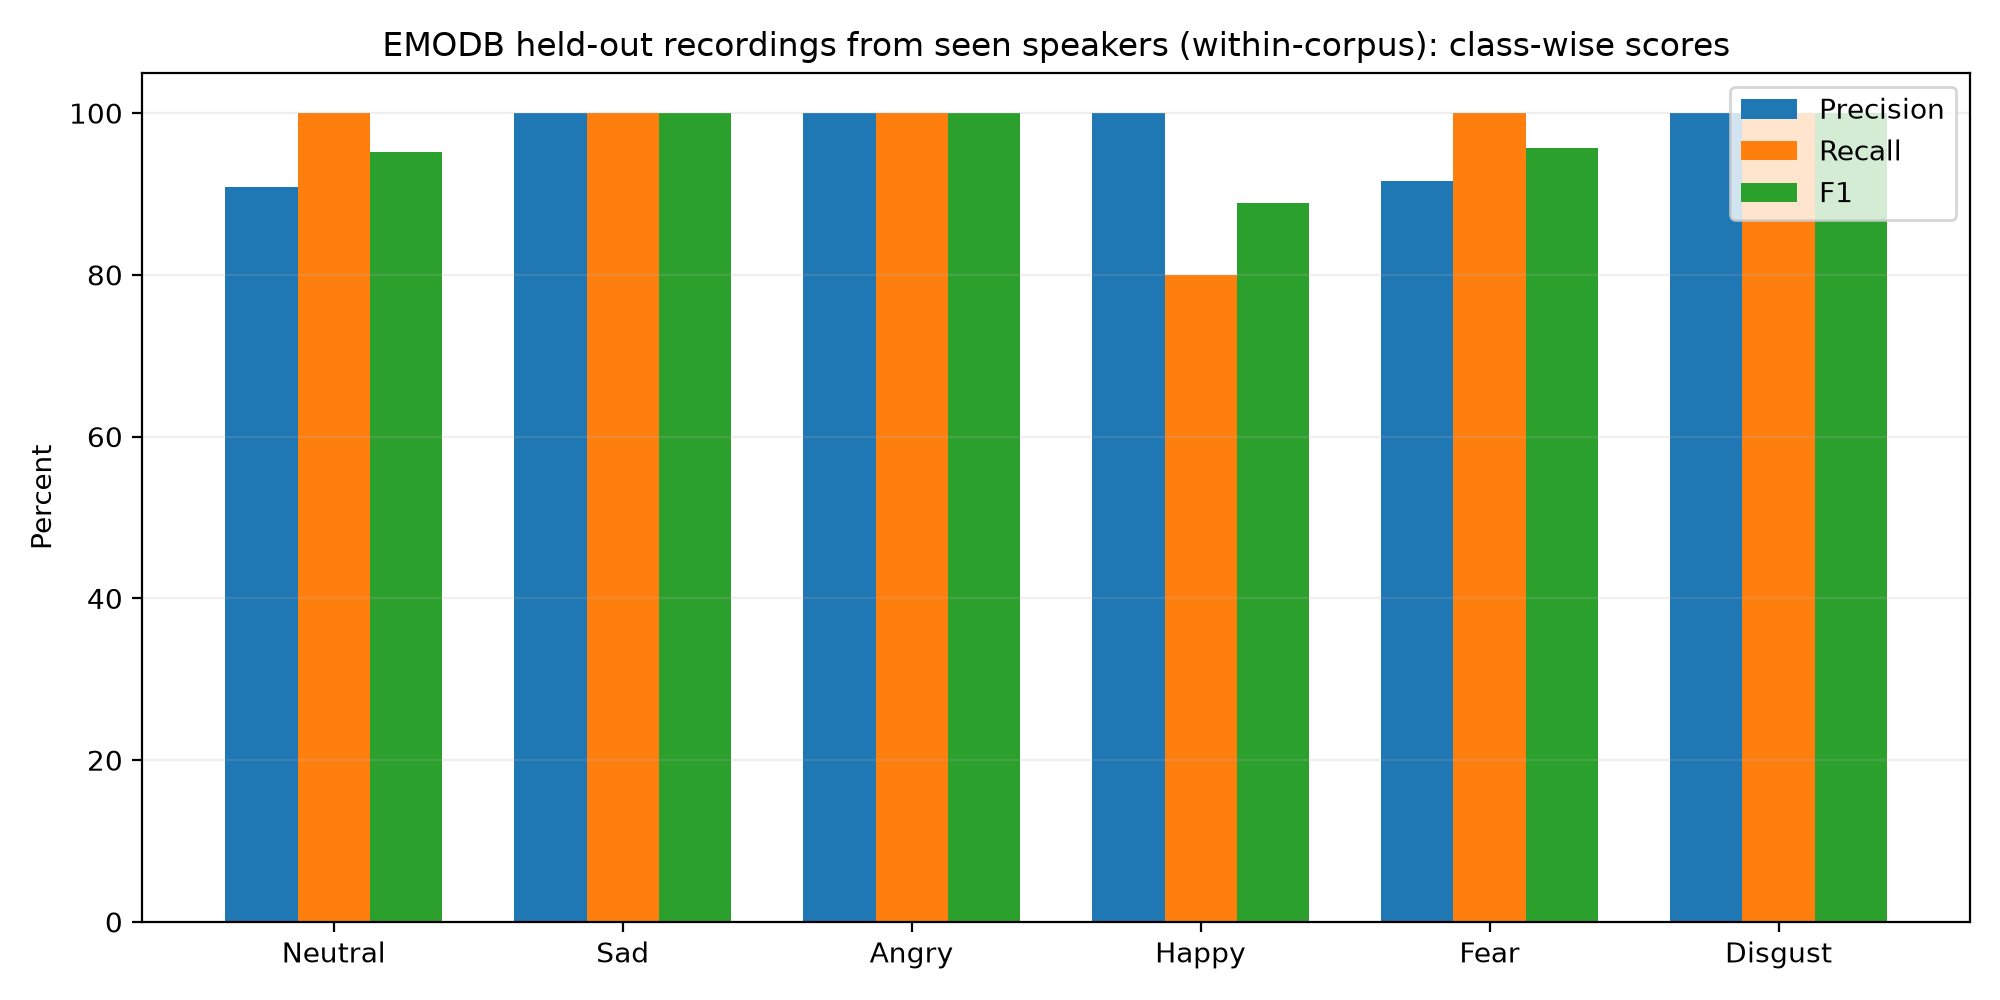 EMODB held-out recordings from seen speakers (within-corpus): class-wise scores
Precision
Recall
F1
Percent
100
80
60
40
20
0
Neutral
Sad
Angry
Happy
Fear
Disgust